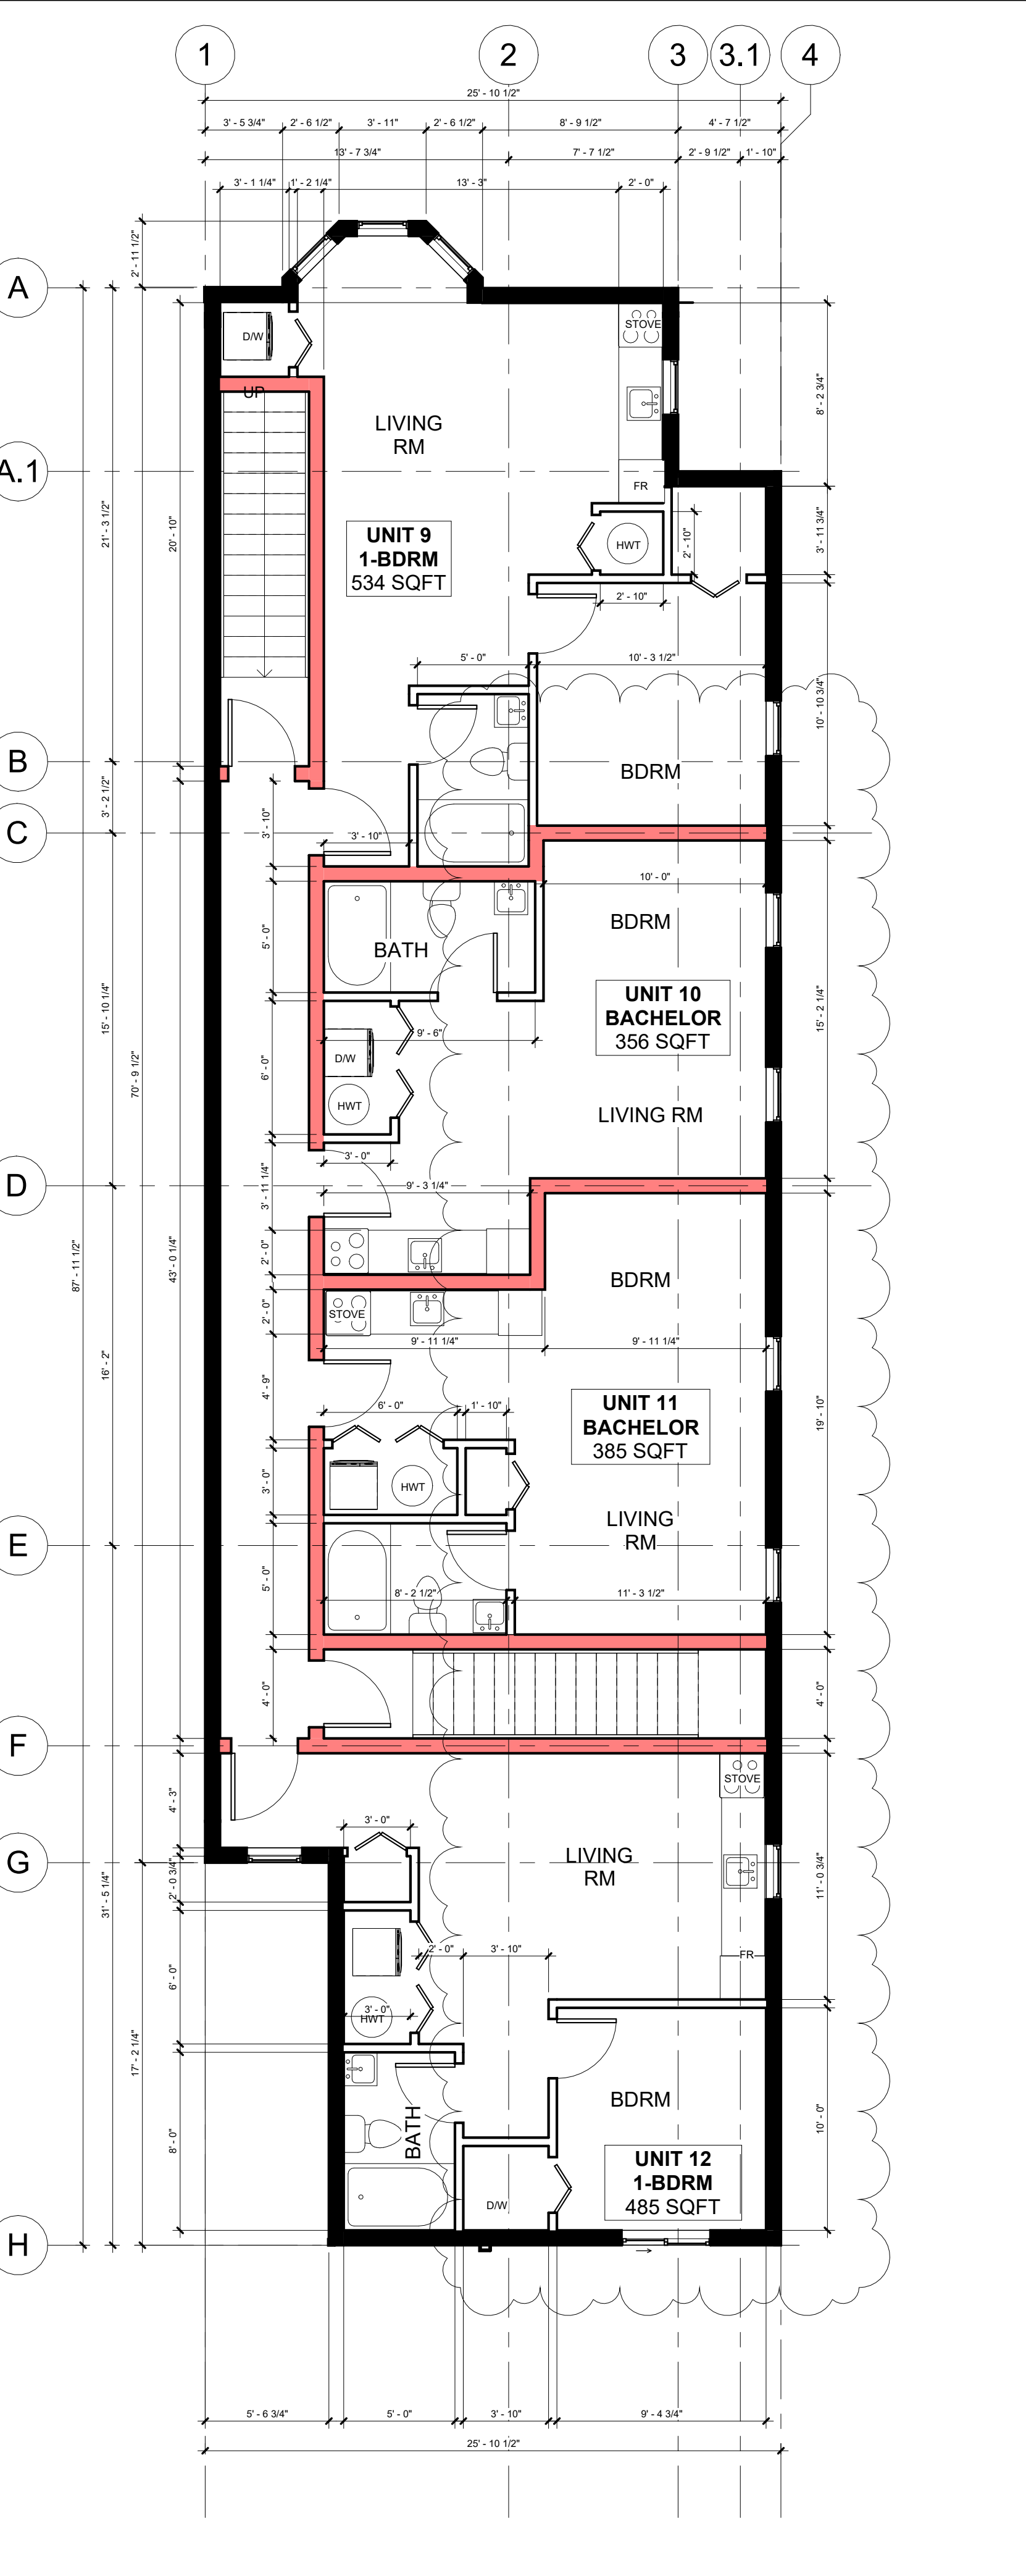 1
2
3
3.1
4
25' - 10 1/2"
3' - 5 3/4"
2' - 6 1/2"
3' - 11"
2' - 6 1/2"
8' - 9 1/2"
4' - 7 1/2"
13' - 7 3/4"
7' - 7 1/2"
2' - 9 1/2"
1' - 10"
3' - 1 1/4"
1' - 2 1/4"
13' - 3"
2' - 0"
2' - 11 1/2"
A
D/W
STOVE
UP
8' - 2 3/4"
LIVING
RM
A.1
FR
21' - 3 1/2"
20' - 10"
UNIT 9
1-BDRM
534 SQFT
HWT
2' - 10"
3' - 11 3/4"
2' - 10"
5' - 0"
10' - 3 1/2"
10' - 10 3/4"
B
BDRM
3' - 2 1/2"
C
3' - 10"
3' - 10"
10' - 0"
BDRM
5' - 0"
BATH
UNIT 10
BACHELOR
356 SQFT
15' - 10 1/4"
15' - 2 1/4"
9' - 6"
D/W
6' - 0"
70' - 9 1/2"
HWT
LIVING RM
3' - 0"
D
9' - 3 1/4"
3' - 11 1/4"
87' - 11 1/2"
43' - 0 1/4"
2' - 0"
BDRM
2' - 0"
STOVE
9' - 11 1/4"
9' - 11 1/4"
16' - 2"
4' - 9"
6' - 0"
1' - 10"
UNIT 11
BACHELOR
385 SQFT
19' - 10"
3' - 0"
HWT
LIVING
RM
E
5' - 0"
8' - 2 1/2"
11' - 3 1/2"
4' - 0"
4' - 0"
F
STOVE
4' - 3"
3' - 0"
LIVING
RM
G
2' - 0 3/4"
11' - 0 3/4"
31' - 5 1/4"
2' - 0"
3' - 10"
FR
6' - 0"
3' - 0"
HWT
17' - 2 1/4"
BDRM
BATH
8' - 0"
10' - 0"
UNIT 12
1-BDRM
485 SQFT
D/W
H
5' - 6 3/4"
5' - 0"
3' - 10"
9' - 4 3/4"
25' - 10 1/2"